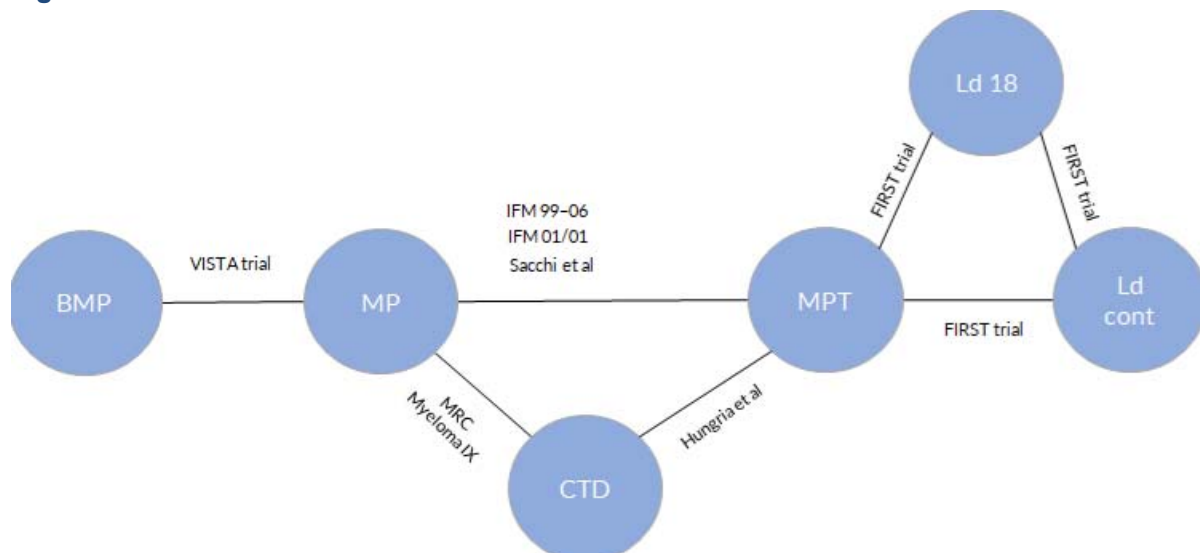 Ld 18
FIRST trial
FIRST trial
IFM 99–06
IFM 01/01
Sacchi et al
VISTA trial
BMP
MP
MPT
Ld
cont
FIRST trial
MRC
Myeloma IX
Hungria et al
CTD